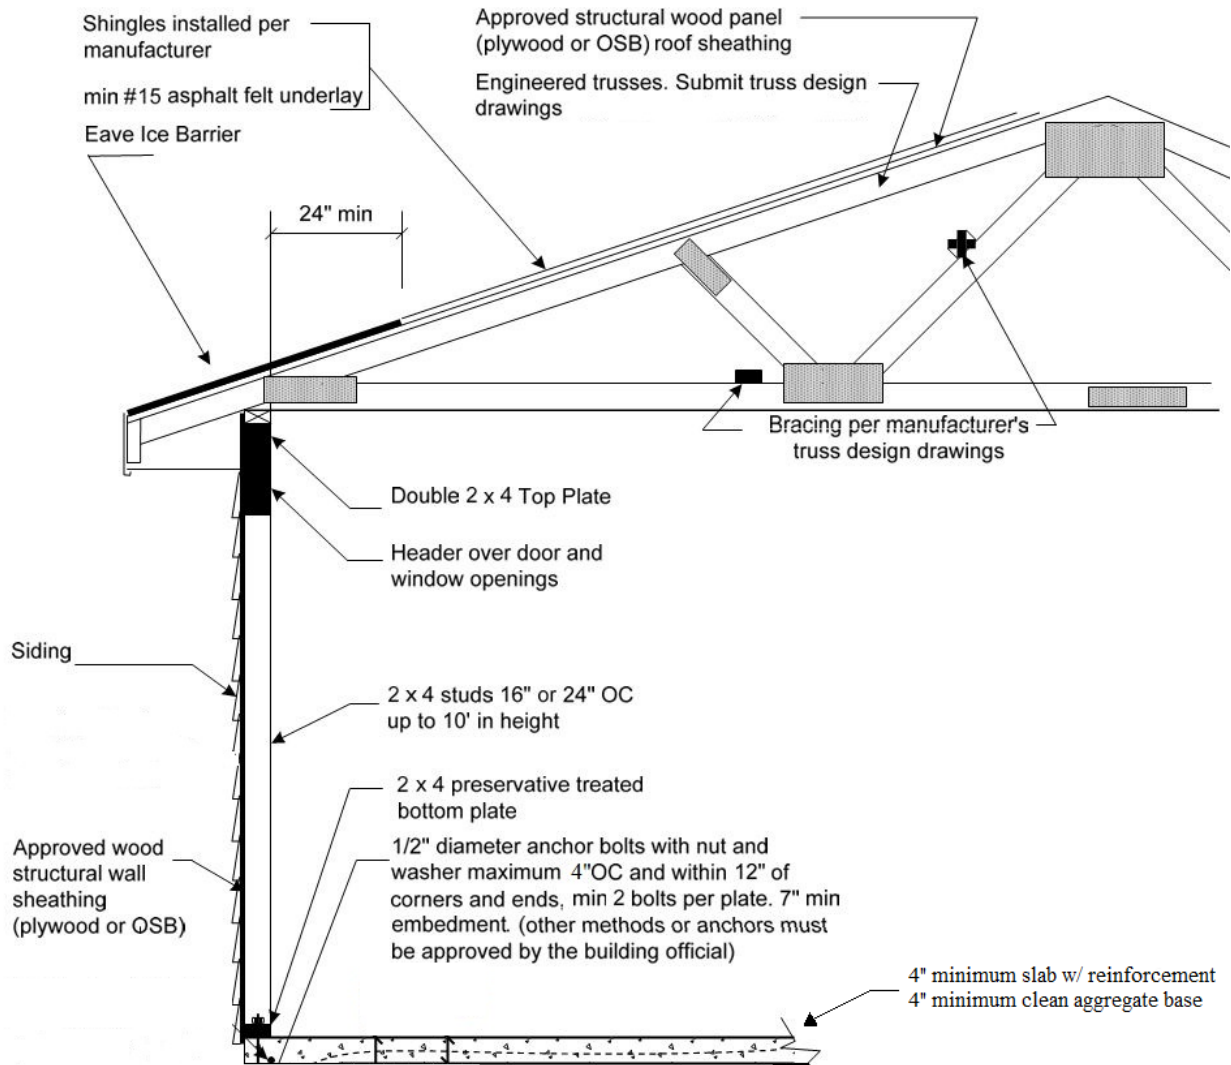 Shingles installed per
manufacturer
min #15 asphalt felt underlay
Eave Ice Barrier
Approved structural wood panel
(plywood or OSB) roof sheathing
Engineered trusses. Submit truss design
drawings
24" min
Bracing per manufacturer's
truss design drawings
Double 2 x 4 Top Plate
Header over door and
window openings
Siding
2 x 4 studs 16" or 24" OC
up to 10' in height
2 x 4 preservative treated
bottom plate
Approved wood
structural wall
sheathing
(plywood or OSB)
1/2" diameter anchor bolts with nut and
washer maximum 4"OC and within 12" of
corners and ends, min 2 bolts per plate. 7" min
embedment. (other methods or anchors must
be approved by the building official)
4" minimum slab w/ reinforcement
4" minimum clean aggregate base